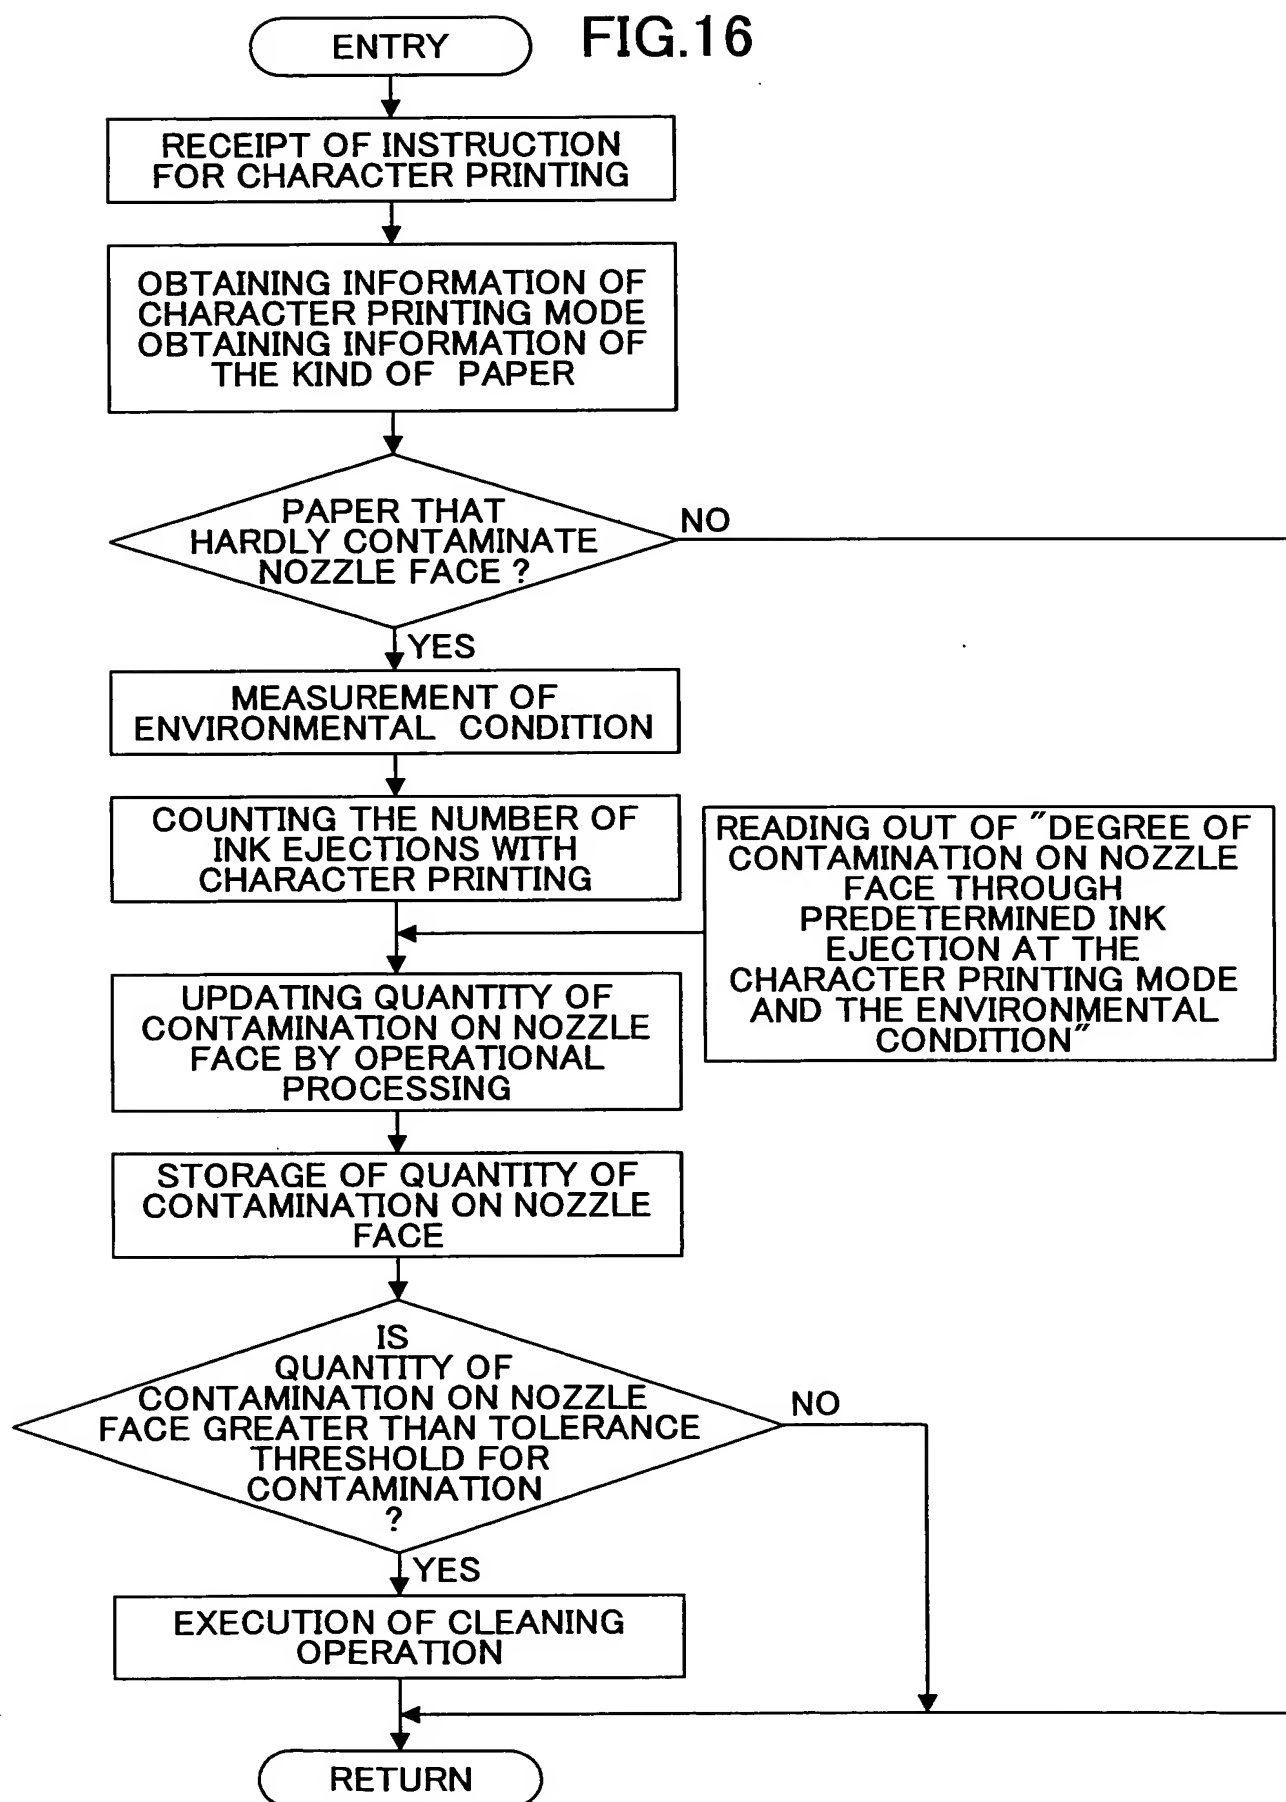 FIG.16
ENTRY
RECEIPT OF INSTRUCTION
FOR CHARACTER PRINTING
OBTAINING INFORMATION OF
CHARACTER PRINTING MODE
OBTAINING INFORMATION OF
THE KIND OF PAPER
PAPER THAT
HARDLY CONTAMINATE
NOZZLE FACE ?
NO
YES
MEASUREMENT OF
ENVIRONMENTAL CONDITION
COUNTING THE NUMBER OF
INK EJECTIONS WITH
CHARACTER PRINTING
READING OUT OF "DEGREE OF
CONTAMINATION ON NOZZLE
FACE THROUGH
PREDETERMINED INK
EJECTION AT THE
CHARACTER PRINTING MODE
AND THE ENVIRONMENTAL
CONDITION"
UPDATING QUANTITY OF
CONTAMINATION ON NOZZLE
FACE BY OPERATIONAL
PROCESSING
STORAGE OF QUANTITY OF
CONTAMINATION ON NOZZLE
FACE
IS
QUANTITY OF
CONTAMINATION ON NOZZLE
FACE GREATER THAN TOLERANCE
THRESHOLD FOR
CONTAMINATION
?
NO
YES
EXECUTION OF CLEANING
OPERATION
RETURN